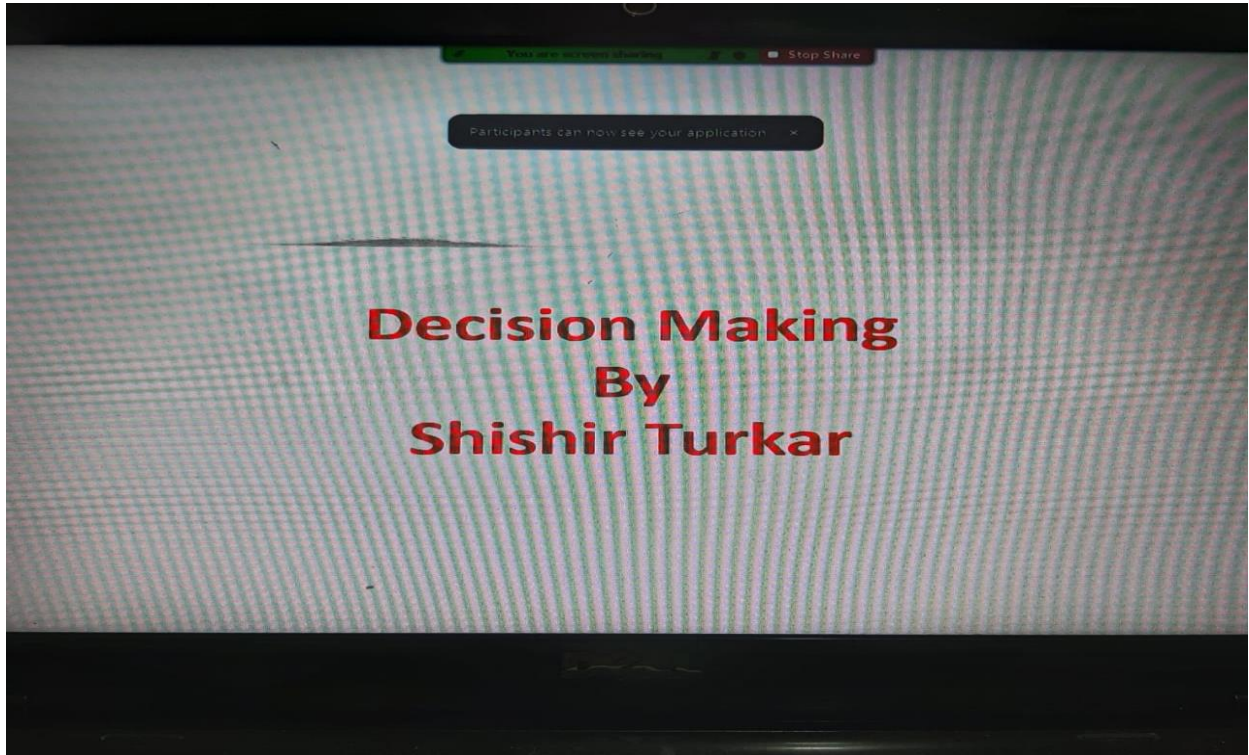 You are screen sharing
Stop Share
Participants can now see your application
Decision Making
By
Shishir Turkar